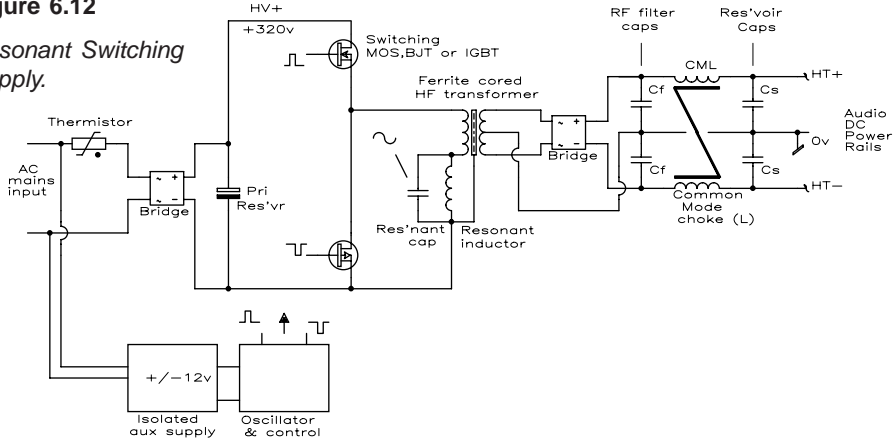 gure 6.12
sonant Switching
pply.
HV+
+320v
Switching
MOS,BJT or IGBT
Ferrite cored
HF transformer
RF filter
caps
Res'voir
Caps
CML
HT+
Cf
Cs
Audio
DC
Power
Rails
0v
Cf
Cs
HT-
Common
Mode
choke (L)
~ +
~ -
Bridge
Thermistor
AC
mains
input
~ +
~ -
Bridge
Pri
Res'vr
Res'nant
cap
Resonant
inductor
+/-12v
Isolated
aux supply
Oscillator
& control